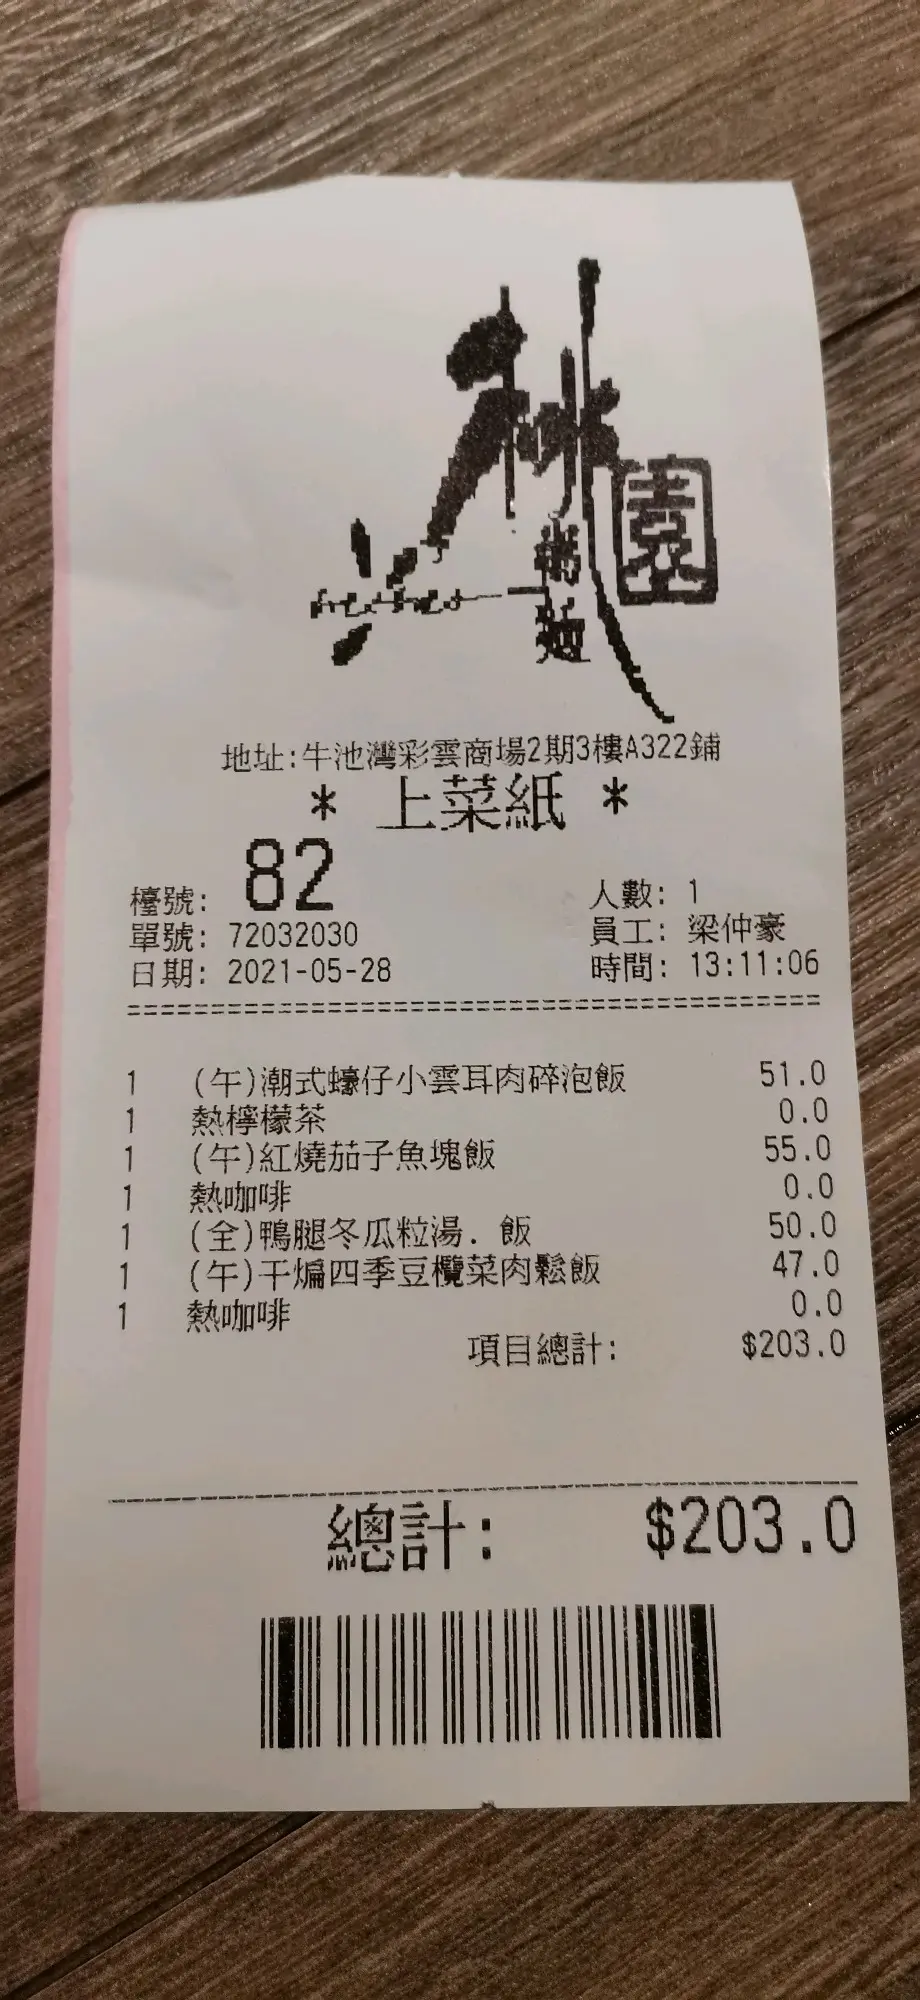 桃園
粥麵
地址:牛池灣彩雲商場2期3樓A322鋪
* 上菜紙 *
檯號: 82 人數: 1
單號: 72032030 員工: 梁仲豪
日期: 2021-05-28 時間: 13:11:06
1 (午)潮式蠔仔小雲耳肉碎泡飯 51.0
1 熱檸檬茶 0.0
1 (午)紅燒茄子魚塊飯 55.0
1 熱咖啡 0.0
1 (全)鴨腿冬瓜粒湯. 飯 50.0
1 (午)干煸四季豆欖菜肉鬆飯 47.0
1 熱咖啡 0.0
項目總計: $203.0
總計: $203.0